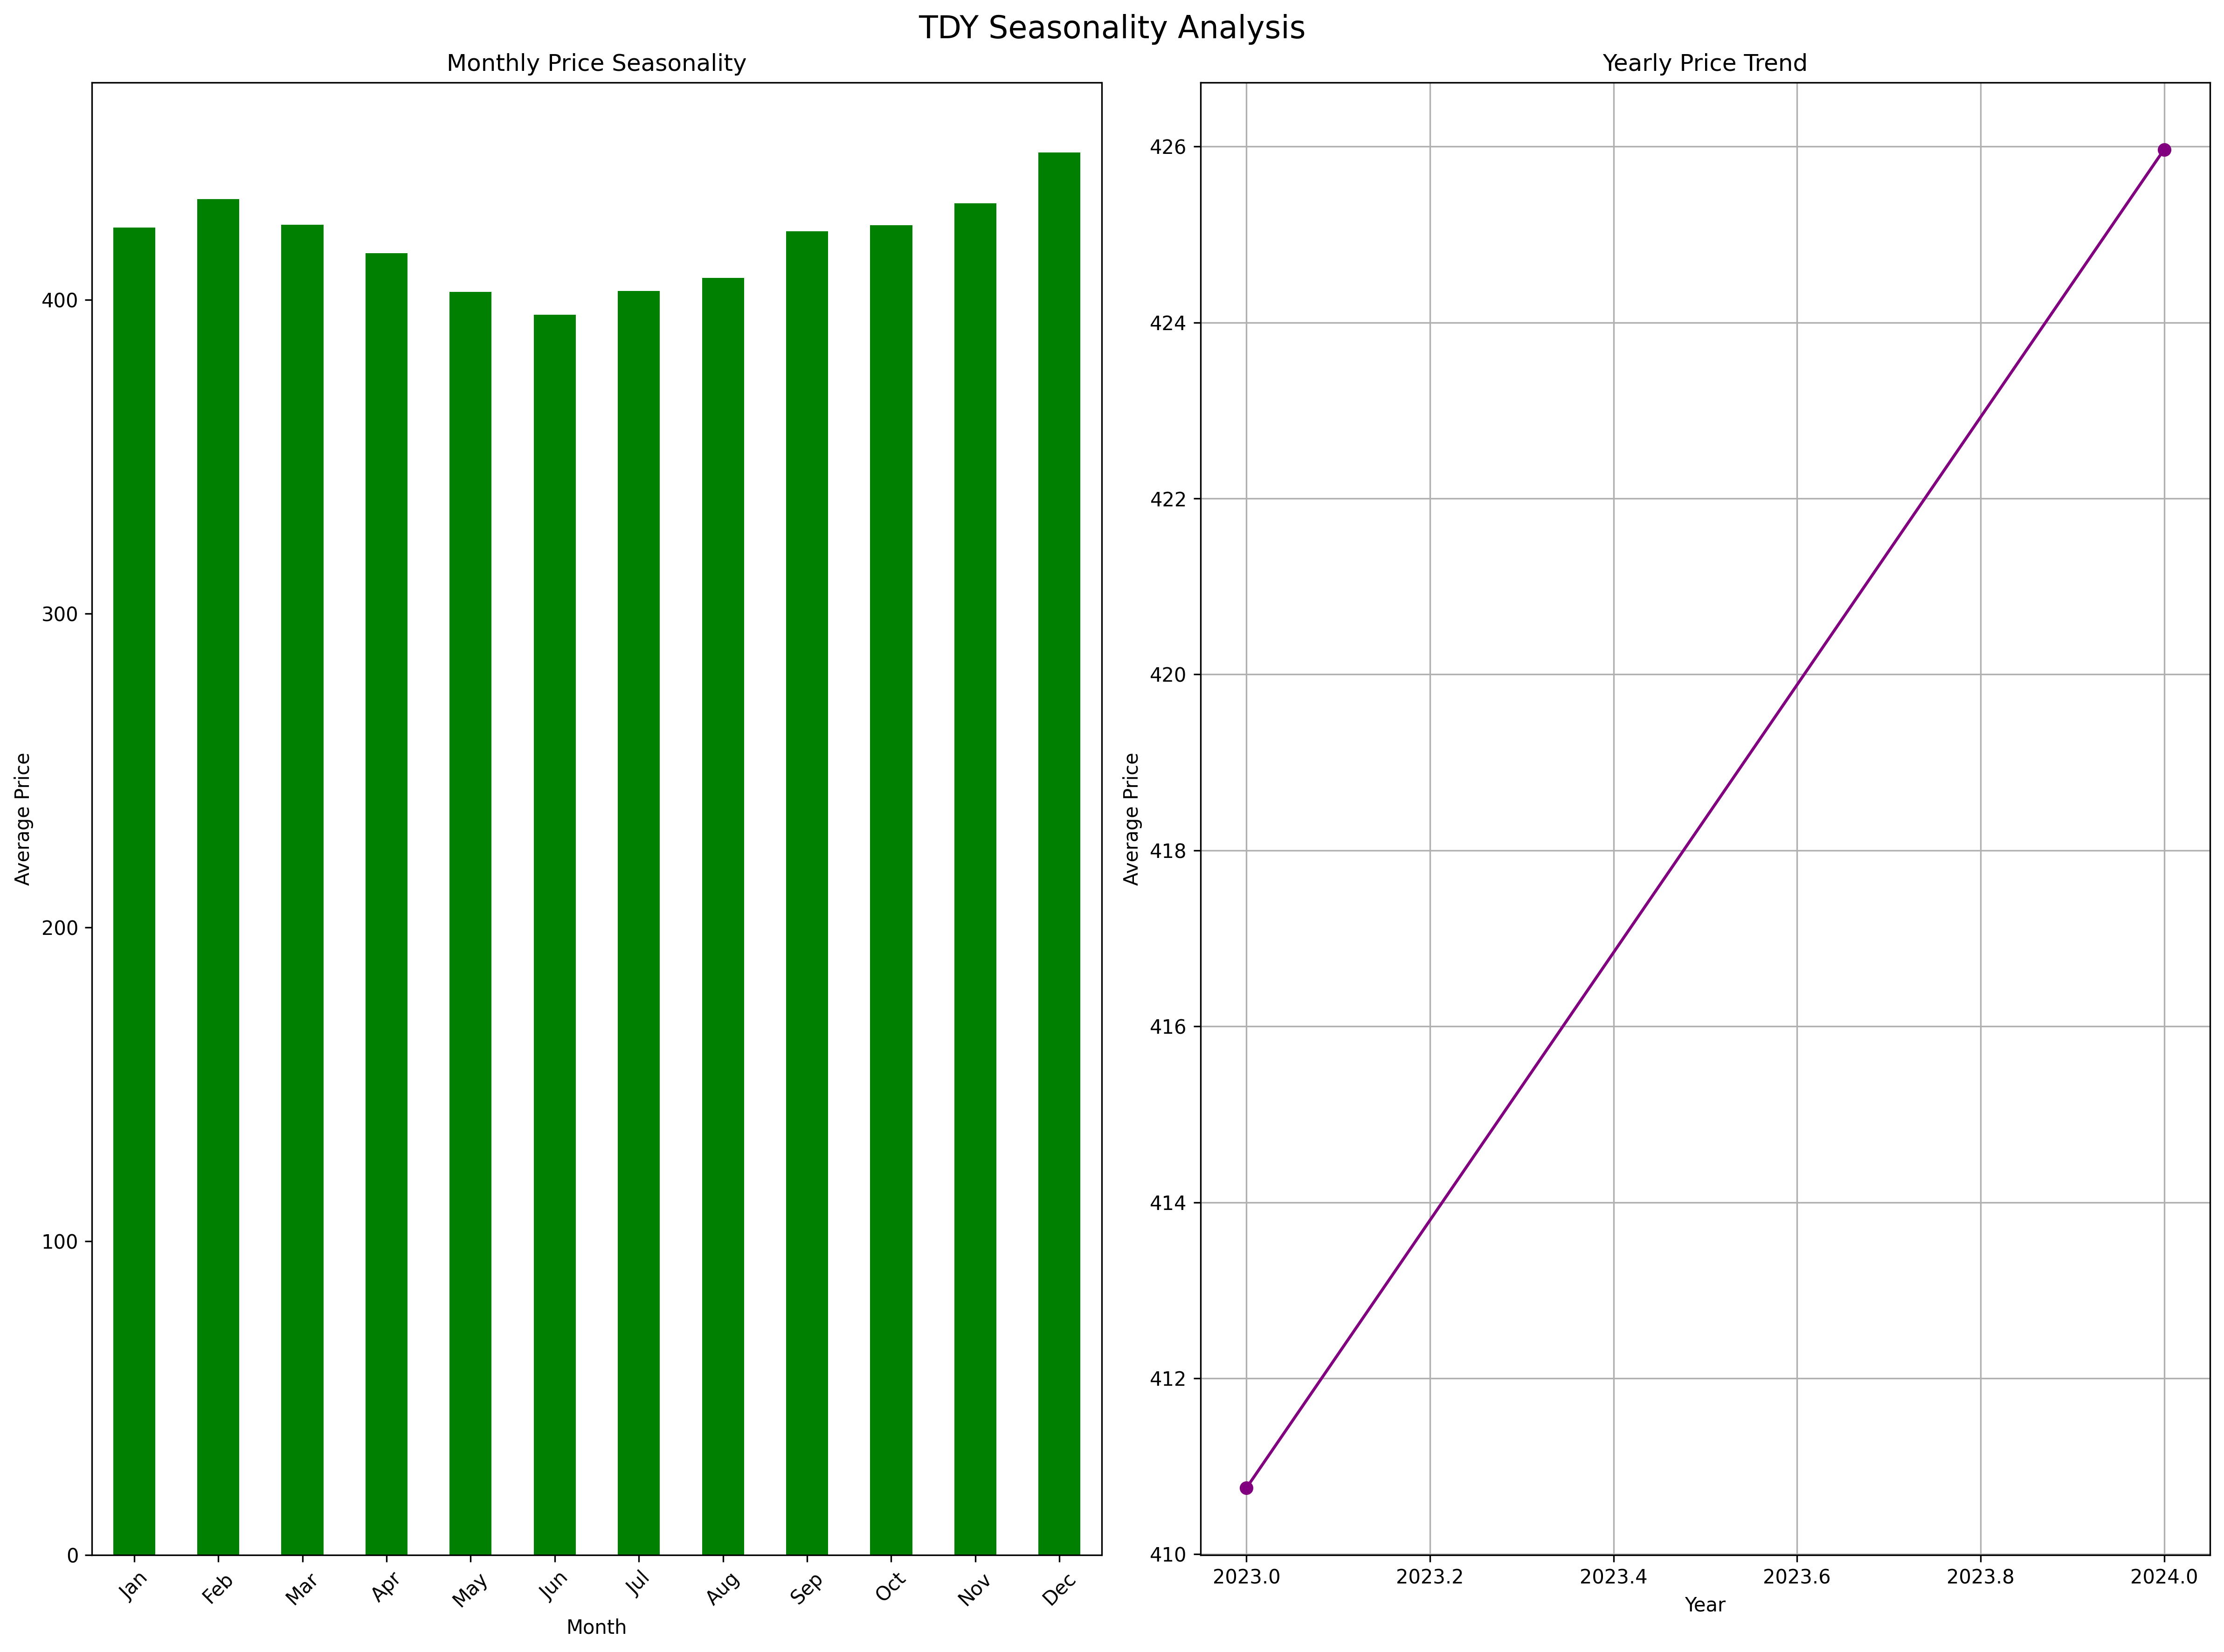 TDY Seasonality Analysis
Monthly Price Seasonality
Average Price
400
300
200
100
0
Jan
Feb
Mar
Apr
May
Jun
Jul
Aug
Sep
Oct
Nov
Dec
Month
Yearly Price Trend
Average Price
426
424
422
420
418
416
414
412
410
2023.0
2023.2
2023.4
2023.6
2023.8
2024.0
Year